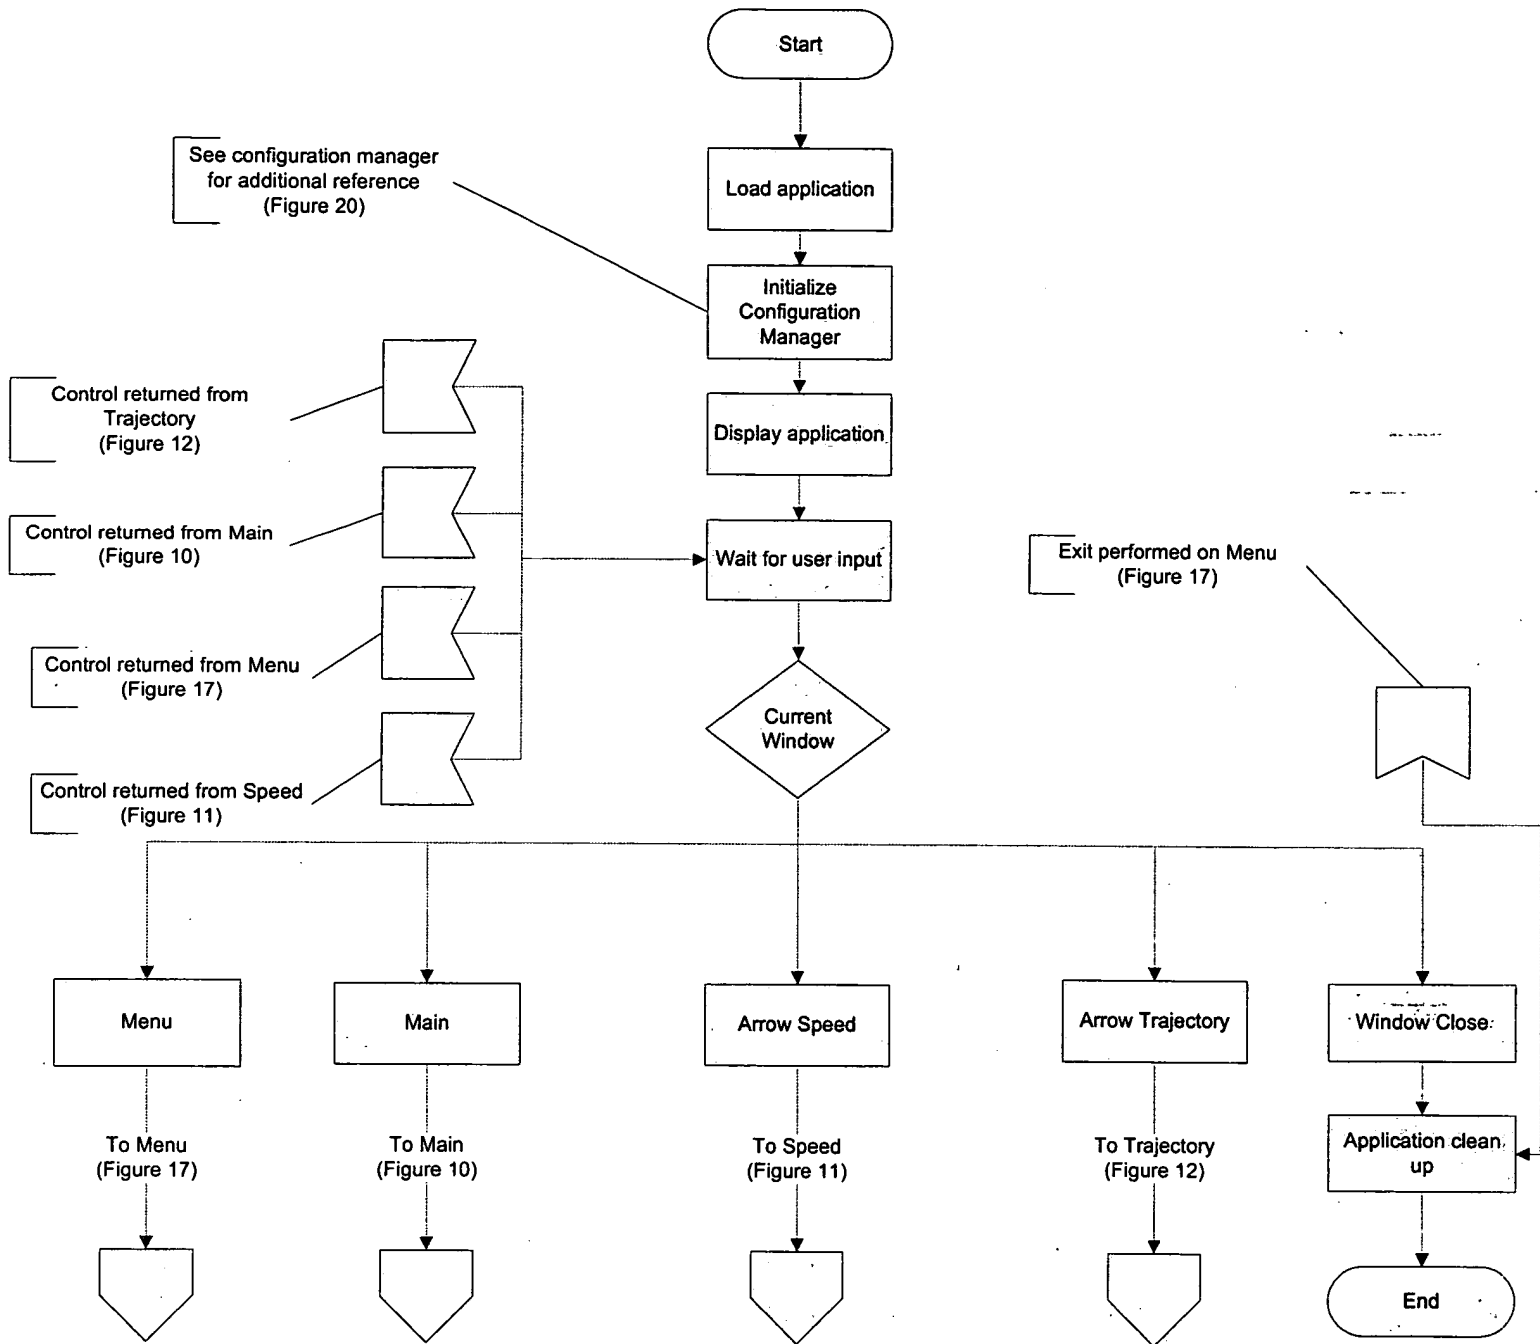 Start
See configuration manager
for additional reference
(Figure 20)
Load application
Initialize
Configuration
Manager
Control returned from
Trajectory
(Figure 12)
Display application
Control returned from Main
(Figure 10)
Wait for user input
Exit performed on Menu
(Figure 17)
Control returned from Menu
(Figure 17)
Current
Window
Control returned from Speed
(Figure 11)
Menu
Main
Arrow Speed
Arrow Trajectory
Window Close
To Menu
(Figure 17)
To Main
(Figure 10)
To Speed
(Figure 11)
To Trajectory
(Figure 12)
Application clean
up
End